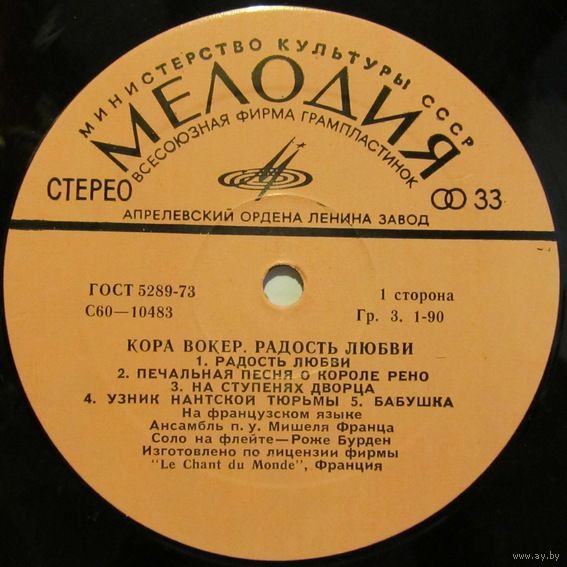 МИНИСТЕРСТВО КУЛЬТУРЫ СССР
МЕЛОДИЯ
ВСЕСОЮЗНАЯ ФИРМА ГРАМПЛАСТИНОК
СТЕРЕО
33
АПРЕЛЕВСКИЙ ОРДЕНА ЛЕНИНА ЗАВОД
ГОСТ 5289-73
1 сторона
С60—10483
Гр. 3. 1-90
КОРА ВОКЕР. РАДОСТЬ ЛЮБВИ
1. РАДОСТЬ ЛЮБВИ
2. ПЕЧАЛЬНАЯ ПЕСНЯ О КОРОЛЕ РЕНО
3. НА СТУПЕНЯХ ДВОРЦА
4. УЗНИК НАНТСКОЙ ТЮРЬМЫ 5. БАБУШКА
На французском языке
Ансамбль п. у. Мишеля Франца
Соло на флейте—Роже Бурден
Изготовлено по лицензии фирмы
"Le Chant du Monde", Франция
www.ay.by